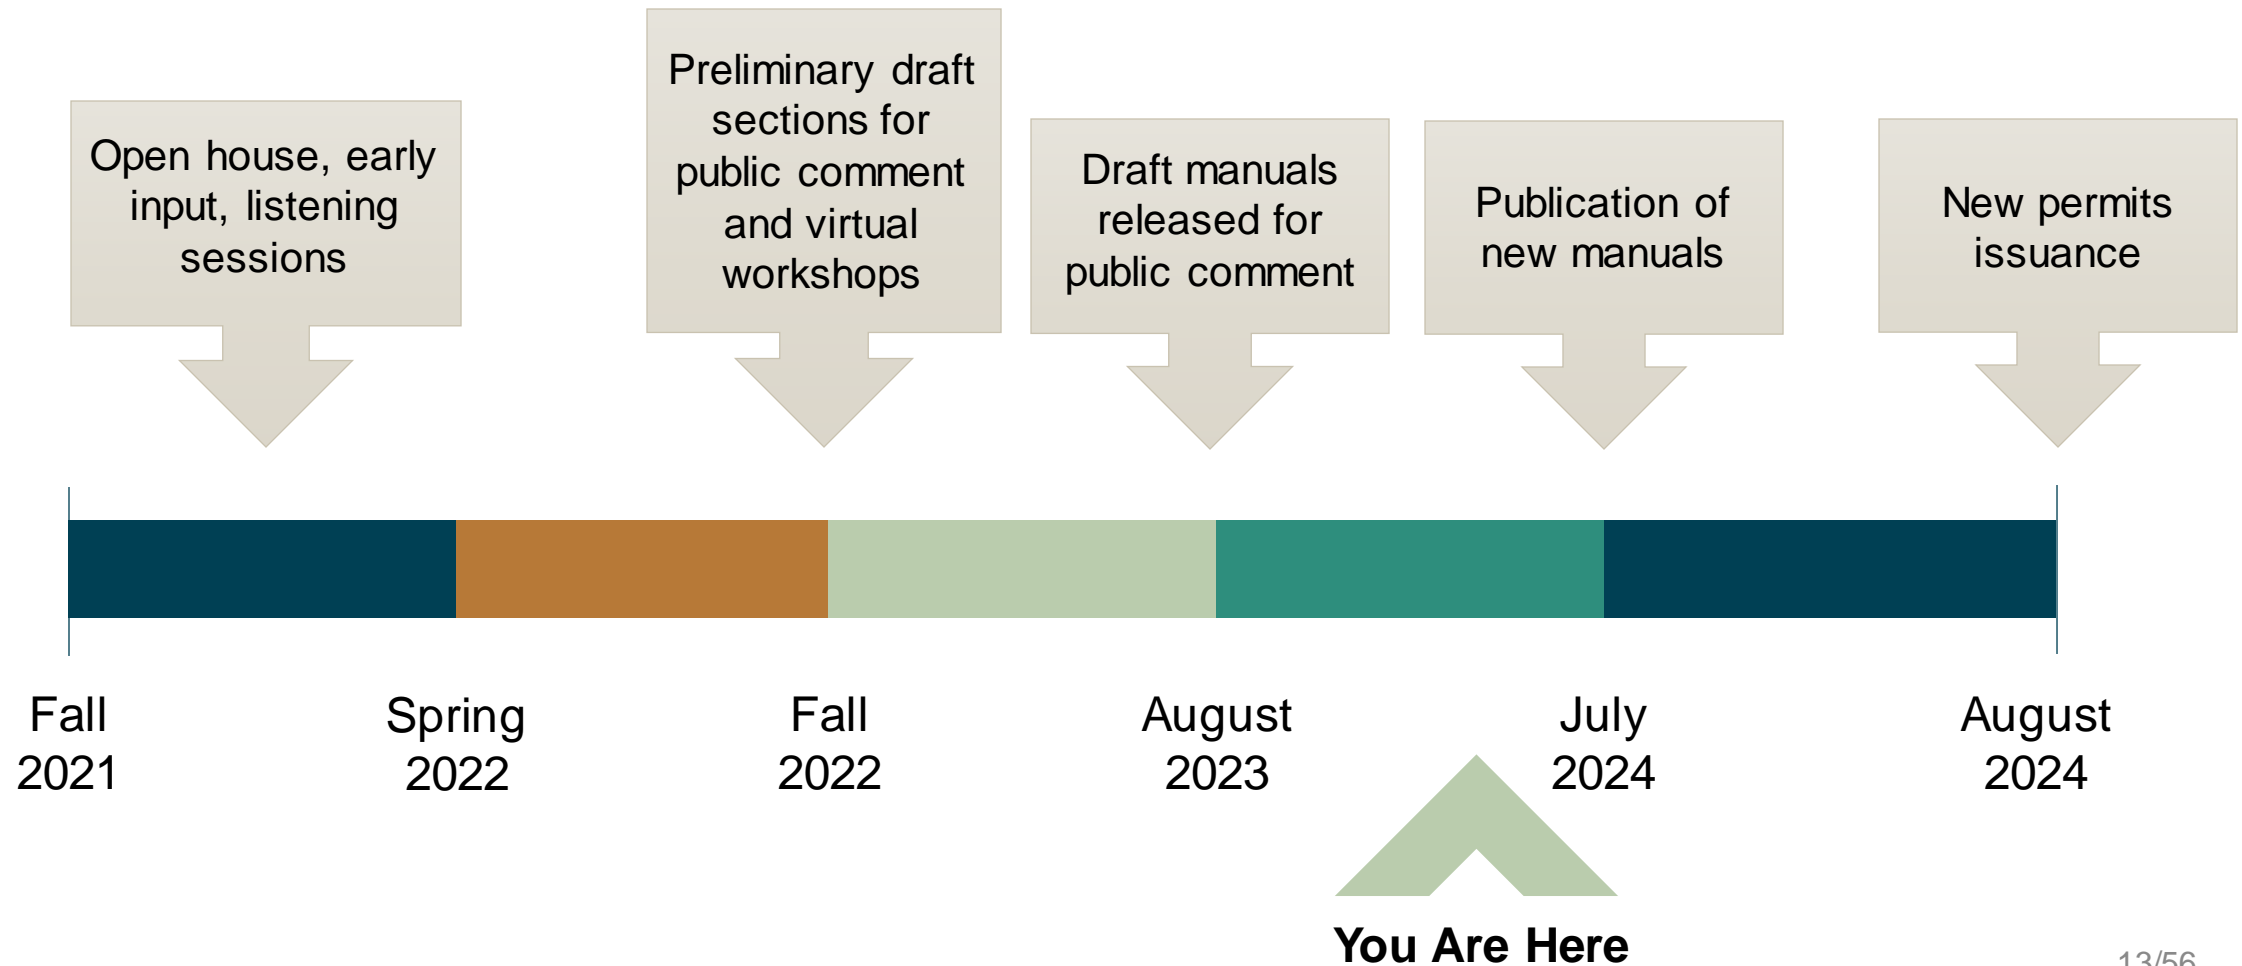 Open house, early
input, listening
sessions
Preliminary draft
sections for
public comment
and virtual
workshops
Draft manuals
released for
public comment
Publication of
new manuals
New permits
issuance
Fall
2021
Spring
2022
Fall
2022
August
2023
July
2024
August
2024
You Are Here
13/56